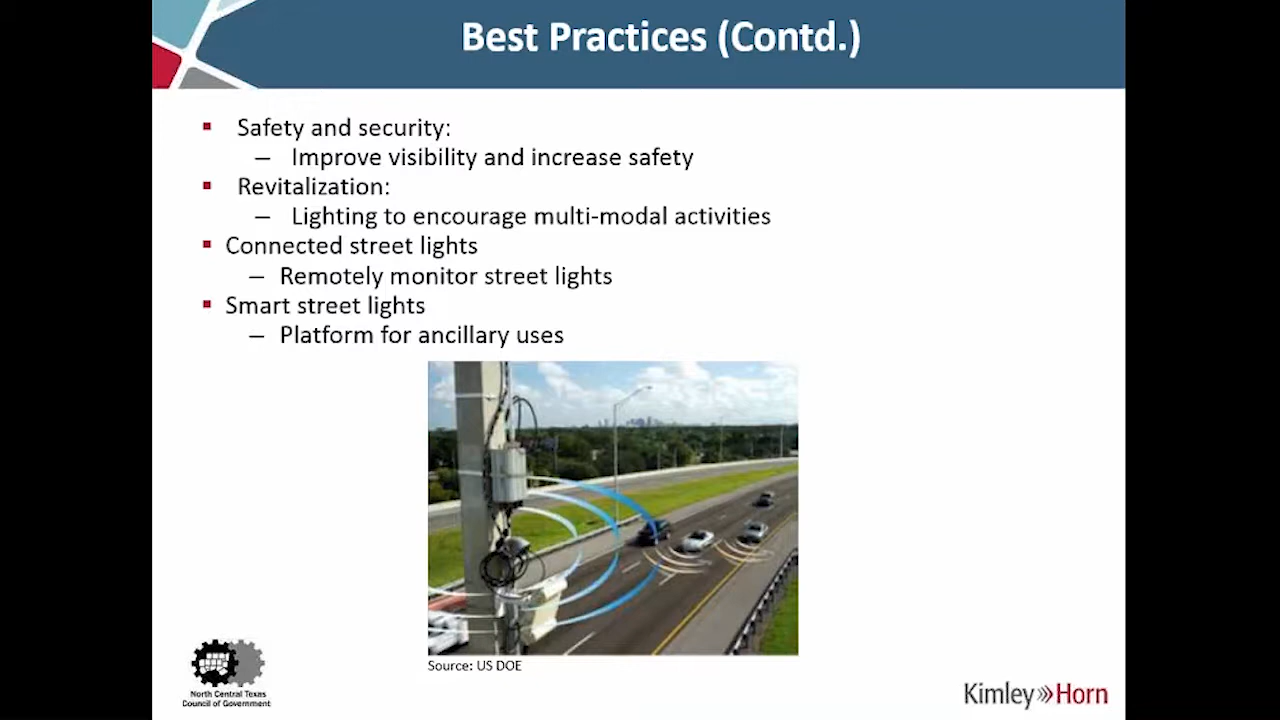 Best Practices (Contd.)
▪ Safety and security:
– Improve visibility and increase safety
▪ Revitalization:
– Lighting to encourage multi-modal activities
▪ Connected street lights
– Remotely monitor street lights
▪ Smart street lights
– Platform for ancillary uses
Source: US DOE
North Central Texas
Council of Government
Kimley»Horn